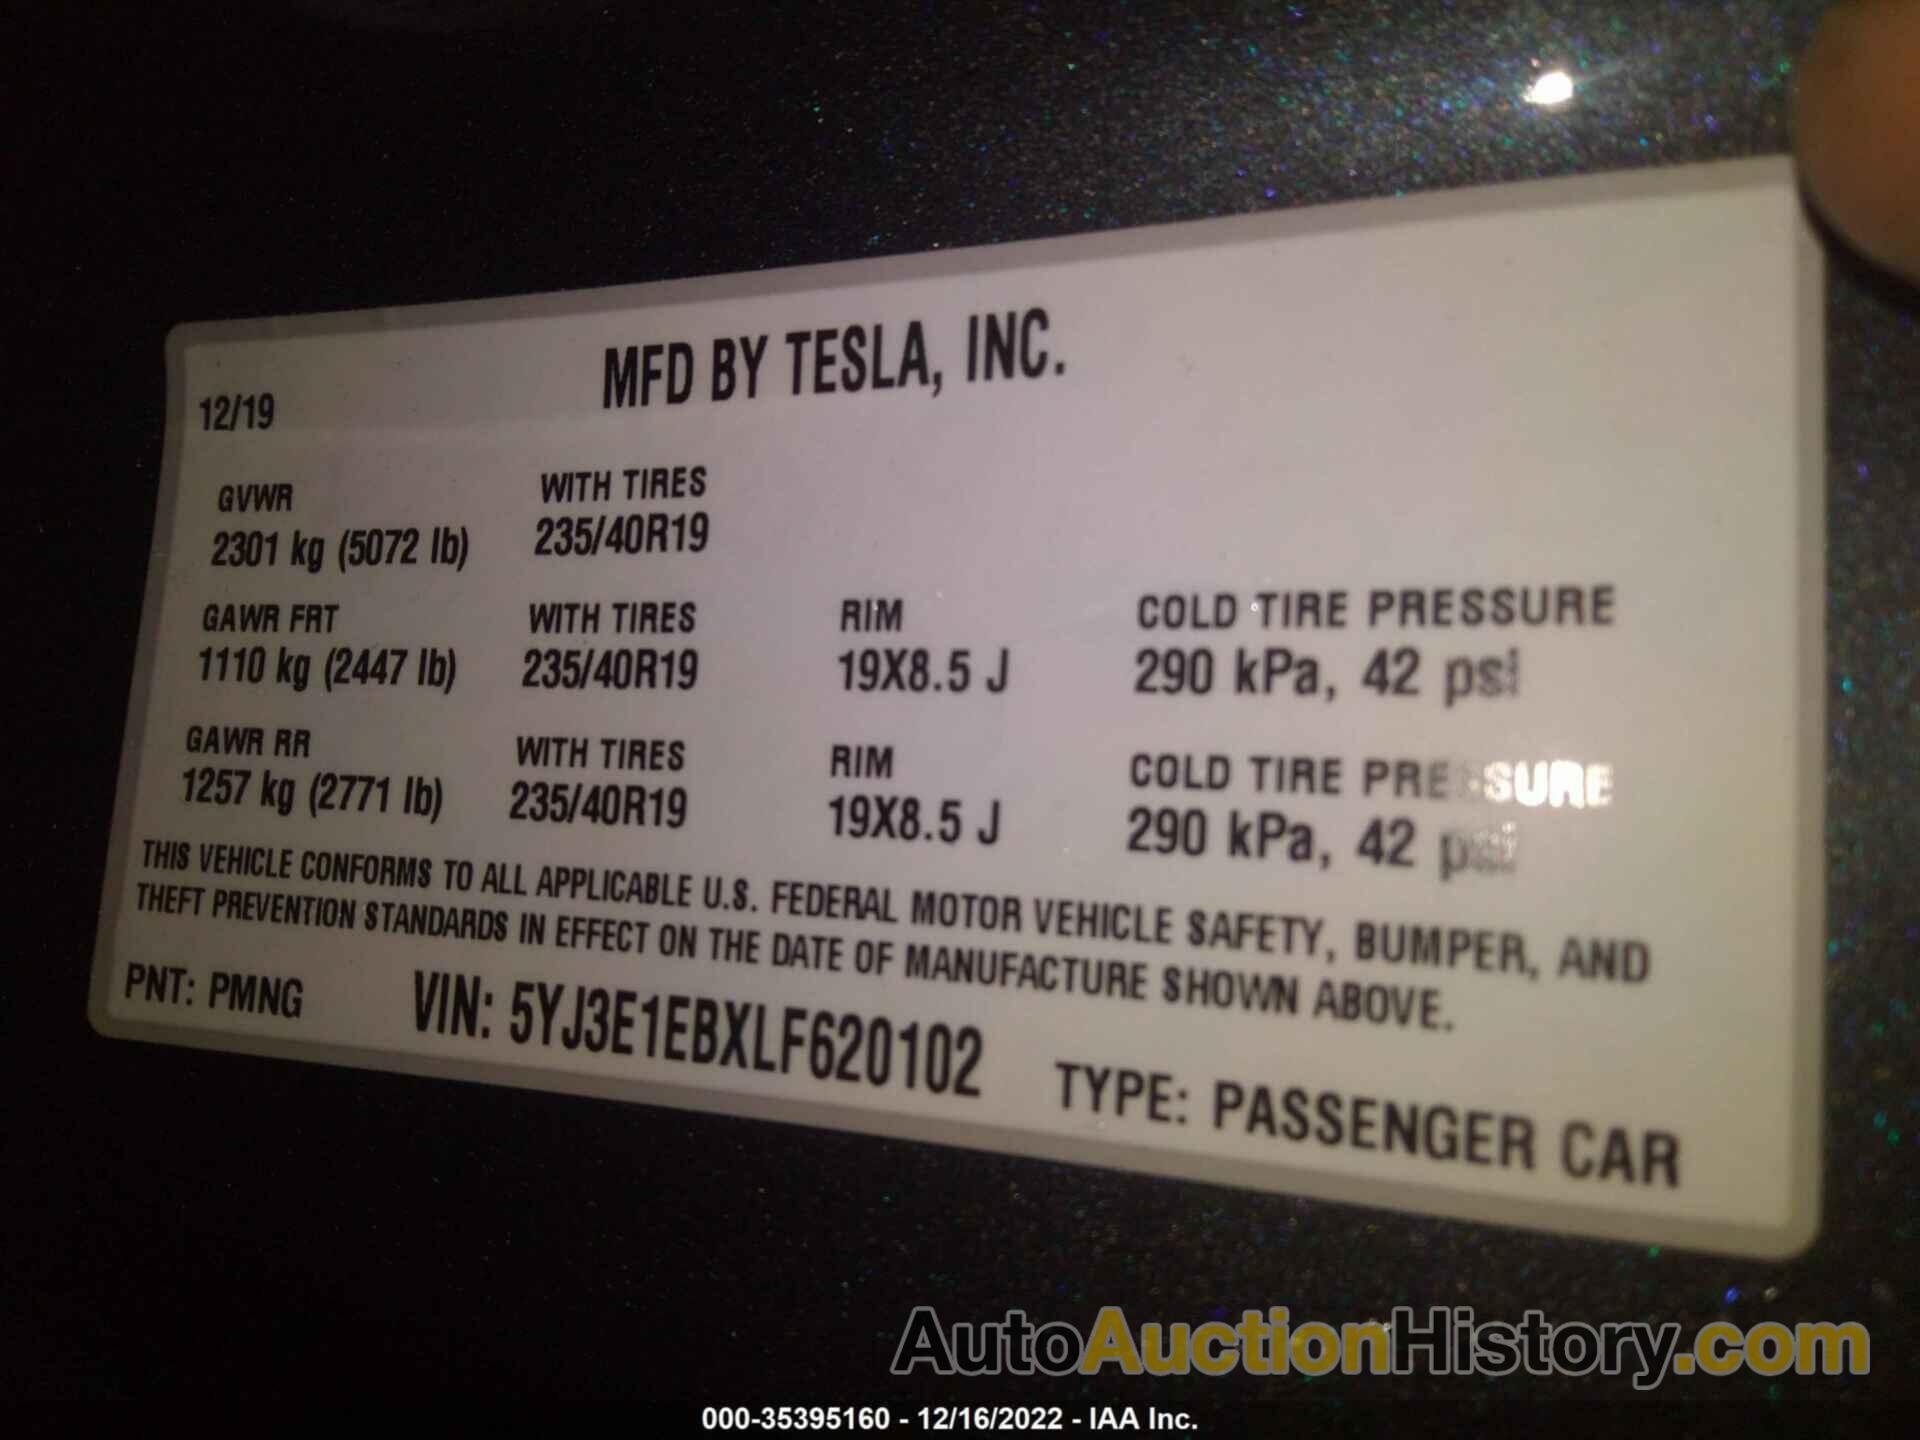 MFD BY TESLA, INC.
12/19
GVWR WITH TIRES
2301 kg (5072 lb) 235/40R19
GAWR FRT WITH TIRES RIM COLD TIRE PRESSURE
1110 kg (2447 lb) 235/40R19 19X8.5 J 290 kPa, 42 psi
GAWR RR WITH TIRES RIM COLD TIRE PRESSURE
1257 kg (2771 lb) 235/40R19 19X8.5 J 290 kPa, 42 psi
THIS VEHICLE CONFORMS TO ALL APPLICABLE U.S. FEDERAL MOTOR VEHICLE SAFETY, BUMPER, AND
THEFT PREVENTION STANDARDS IN EFFECT ON THE DATE OF MANUFACTURE SHOWN ABOVE.
PNT: PMNG VIN: 5YJ3E1EBXLF620102 TYPE: PASSENGER CAR
AutoAuctionHistory.com
000-35395160 - 12/16/2022 - IAA Inc.